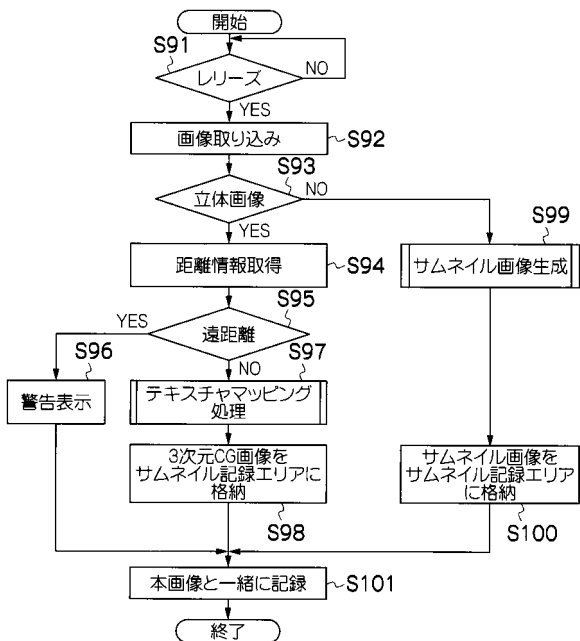 開始
S91
レリーズ
NO
YES
画像取り込み
S92
S93
立体画像
NO
YES
S99
距離情報取得
S94
サムネイル画像生成
S95
YES
遠距離
S96
S97
NO
警告表示
テキスチャマッピング
処理
3次元CG画像を
サムネイル記録エリアに
格納
サムネイル画像を
サムネイル記録エリア
に格納
S98
S100
本画像と一緒に記録
S101
終了